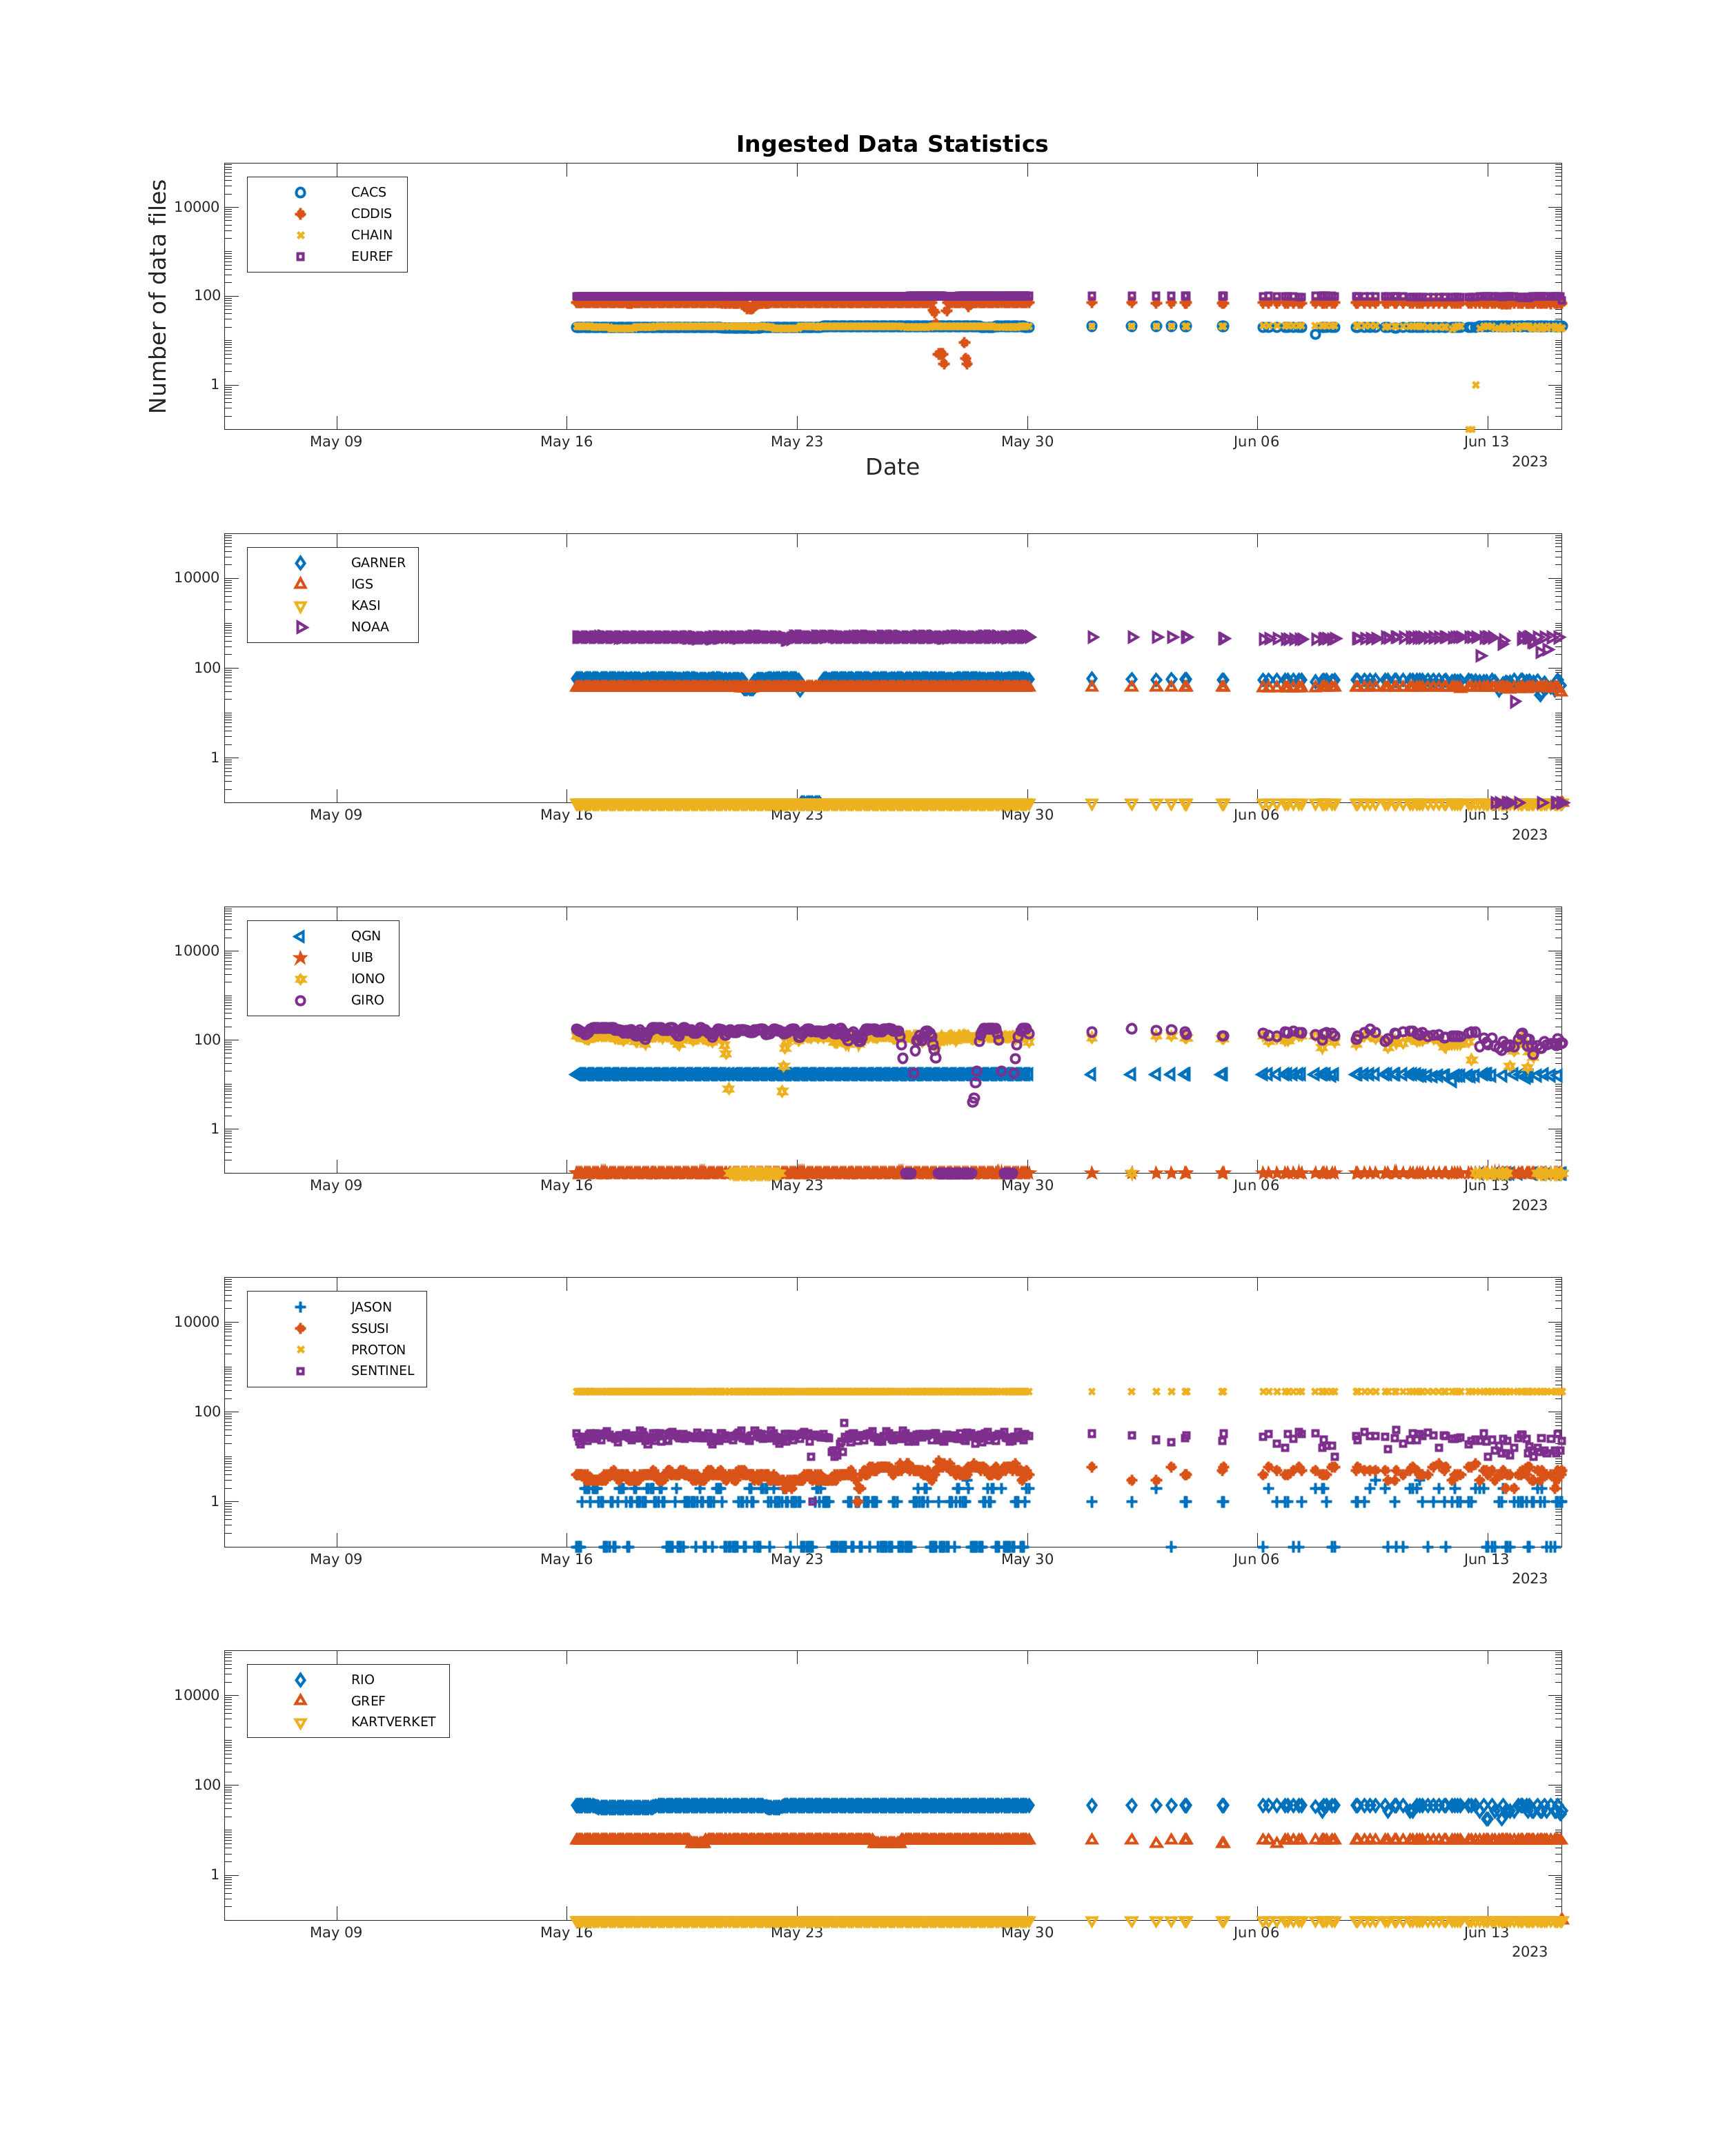 Ingested Data Statistics
Number of data files
CACS
CDDIS
CHAIN
EUREF
10000
100
1
May 09 May 16 May 23 May 30 Jun 06 Jun 13
2023
Date
GARNER
IGS
KASI
NOAA
10000
100
1
May 09 May 16 May 23 May 30 Jun 06 Jun 13
2023
QGN
UIB
IONO
GIRO
10000
100
1
May 09 May 16 May 23 May 30 Jun 06 Jun 13
2023
JASON
SSUSI
PROTON
SENTINEL
10000
100
1
May 09 May 16 May 23 May 30 Jun 06 Jun 13
2023
RIO
GREF
KARTVERKET
10000
100
1
May 09 May 16 May 23 May 30 Jun 06 Jun 13
2023